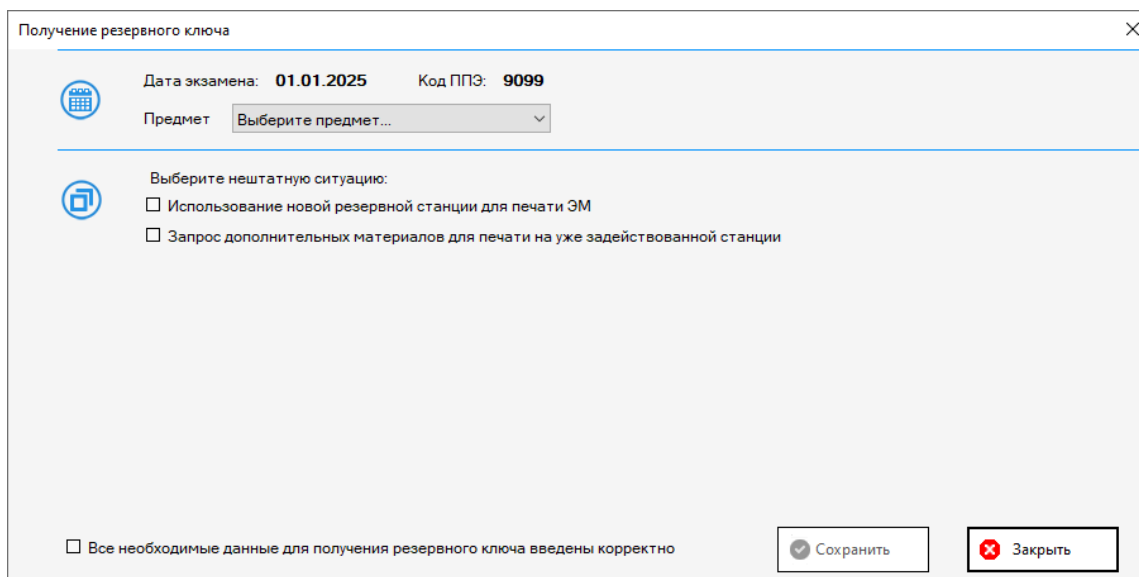 Получение резервного ключа
Дата экзамена: 01.01.2025 Код ППЭ: 9099
Предмет Выберите предмет...
Выберите нештатную ситуацию:
Использование новой резервной станции для печати ЭМ
Запрос дополнительных материалов для печати на уже задействованной станции
Все необходимые данные для получения резервного ключа введены корректно Сохранить Закрыть